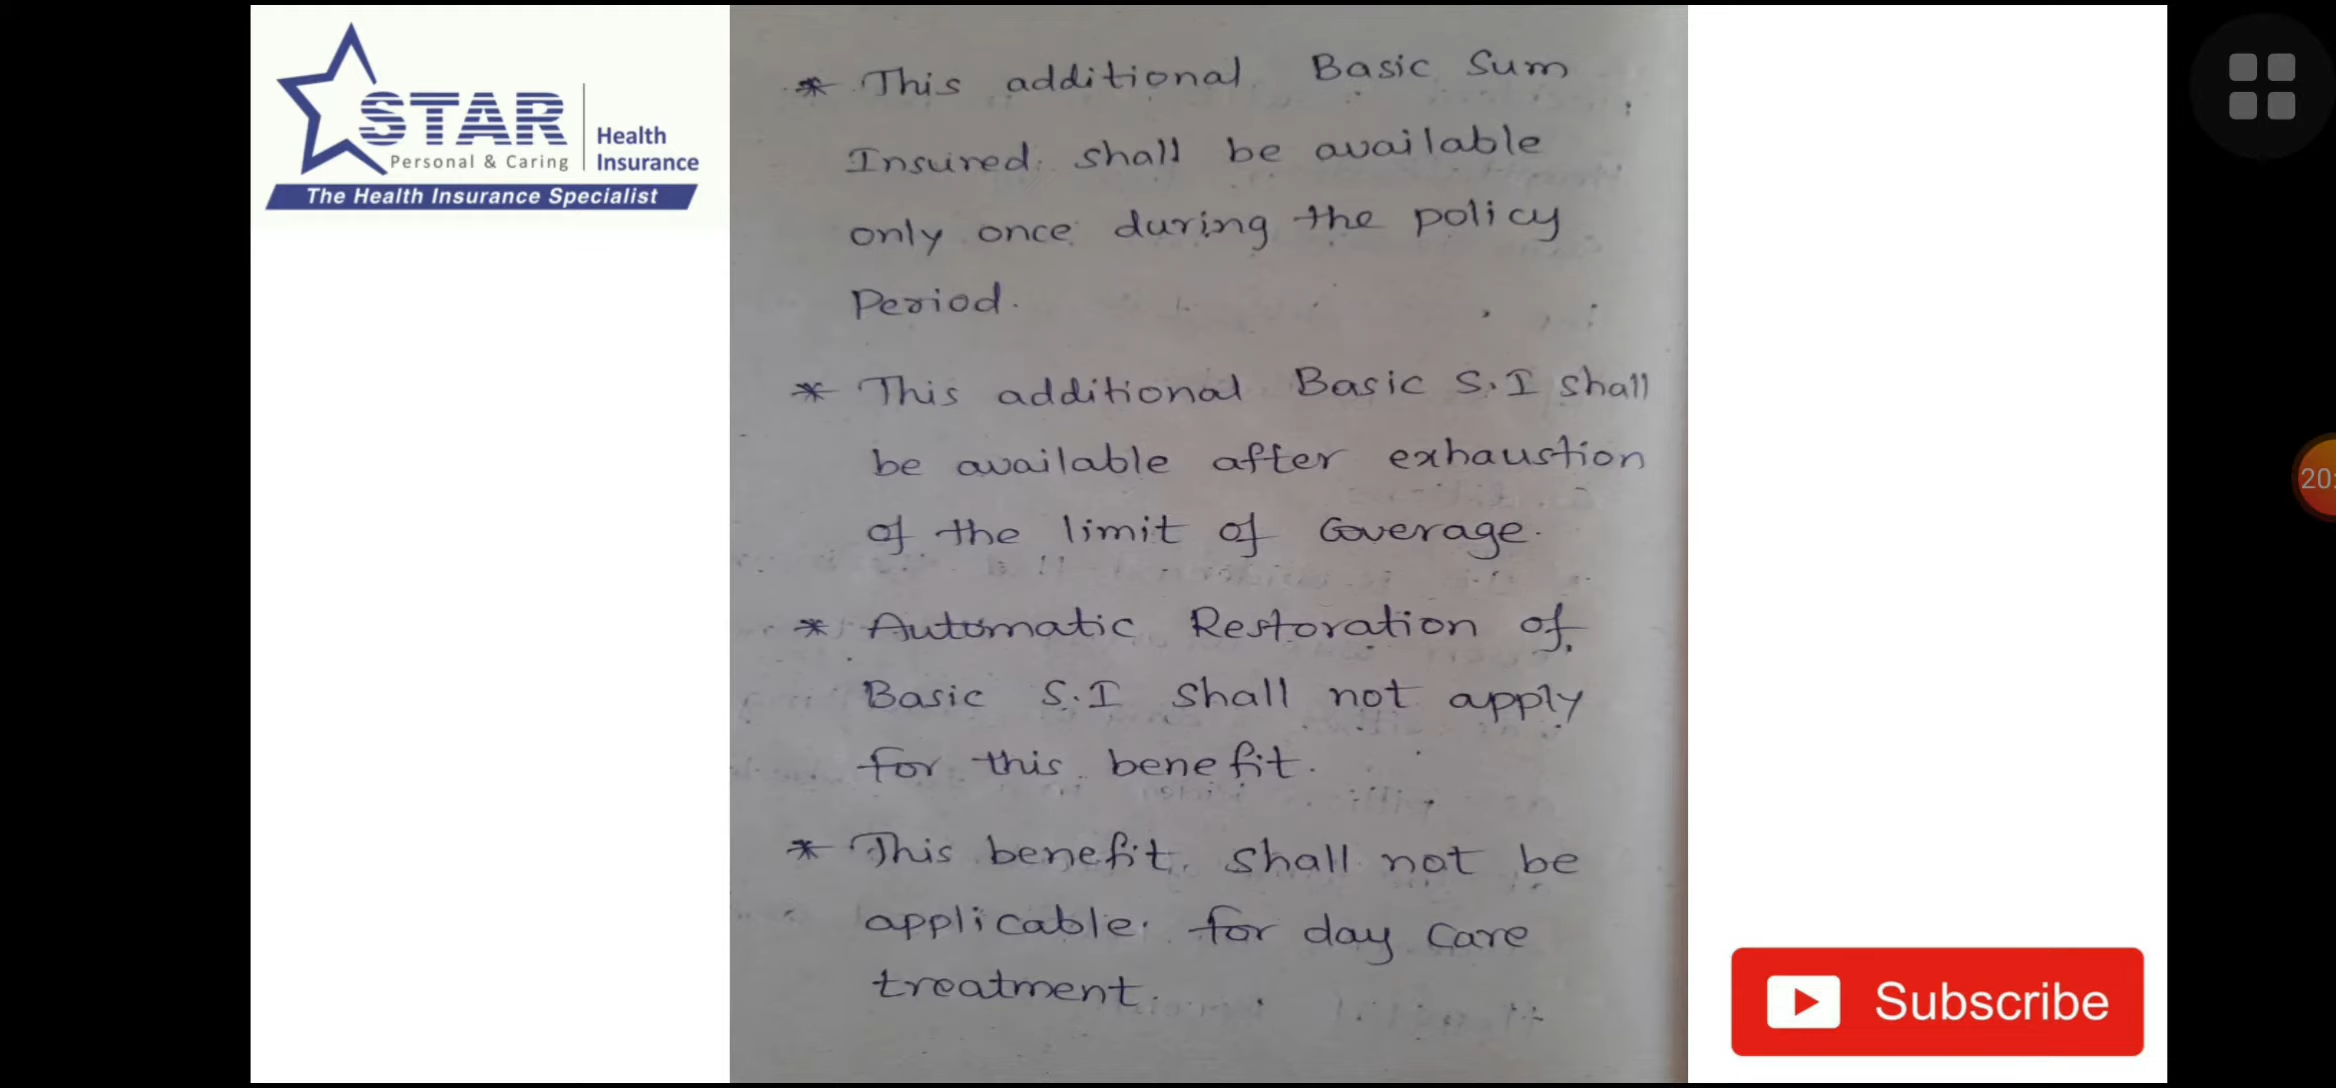 STAR
Health
Insurance
Personal & Caring
The Health Insurance Specialist
* This additional Basic Sum
Insured shall be available
only once during the policy
Period.
* This additional Basic S.I shall
be available after exhaustion
of the limit of Coverage.
* Automatic Restoration of
Basic S.I shall not apply
for this benefit.
* This benefit shall not be
applicable for day care
treatment.
Subscribe
20: